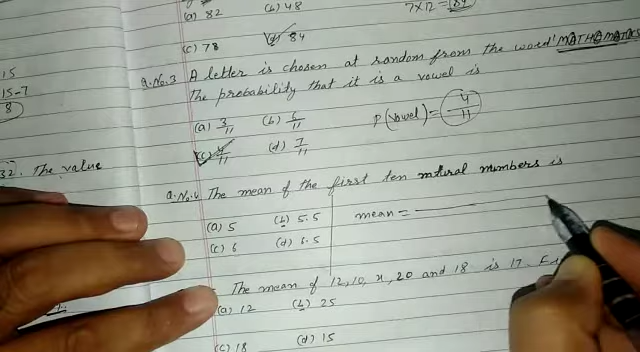 (a) 82 (b) 48 7×12 = 84
(c) 78 (d) 84
Q.No.3 A letter is chosen at random from the word 'MATHEMATICS
The probability that it is a vowel is
(a) 3/11 (b) 6/11 P(vowel) = 4/11
(c) 4/11 (d) 7/11
Q.No.4 The mean of the first ten natural numbers is
(a) 5 (b) 5.5 mean =
(c) 6 (d) 6.5
The mean of 12, 10, x, 20 and 18 is 17.
(a) 12 (b) 25
(c) 18 (d) 15
15
15-7
8
32. The value